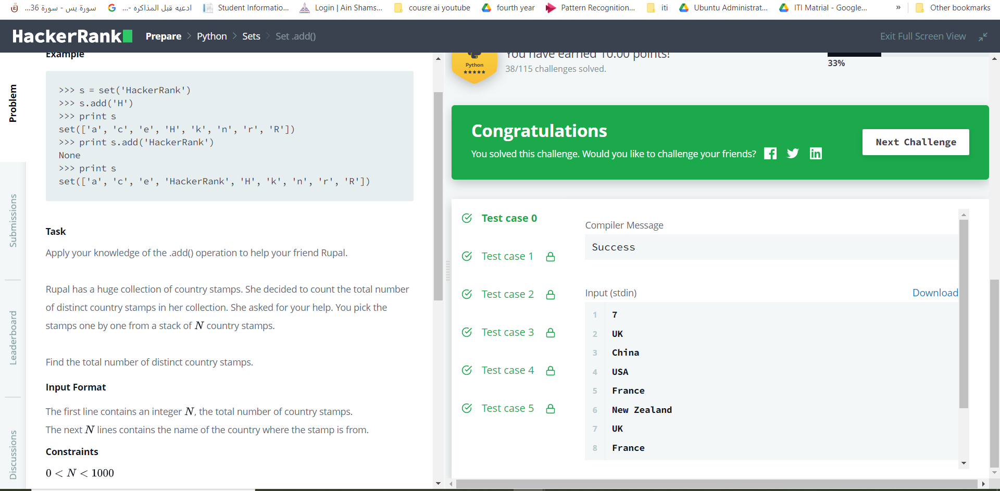 سورة يس - سورة 36...
ادعيه قبل المذاكره -...
Student Informatio...
Login | Ain Shams...
cousre ai youtube
fourth year
Pattern Recognition...
iti
Ubuntu Administrat...
ITI Matrial - Google...
»
Other bookmarks
HackerRank
Prepare > Python > Sets > Set .add()
Exit Full Screen View
Problem
Submissions
Leaderboard
Discussions
Example
>>> s = set('HackerRank')
>>> s.add('H')
>>> print s
set(['a', 'c', 'e', 'H', 'k', 'n', 'r', 'R'])
>>> print s.add('HackerRank')
None
>>> print s
set(['a', 'c', 'e', 'HackerRank', 'H', 'k', 'n', 'r', 'R'])
Task
Apply your knowledge of the .add() operation to help your friend Rupal.
Rupal has a huge collection of country stamps. She decided to count the total number
of distinct country stamps in her collection. She asked for your help. You pick the
stamps one by one from a stack of N country stamps.
Find the total number of distinct country stamps.
Input Format
The first line contains an integer N, the total number of country stamps.
The next N lines contains the name of the country where the stamp is from.
Constraints
0 < N < 1000
Python
You have earned 10.00 points!
38/115 challenges solved.
33%
Congratulations
You solved this challenge. Would you like to challenge your friends?
Next Challenge
Test case 0
Test case 1
Test case 2
Test case 3
Test case 4
Test case 5
Compiler Message
Success
Input (stdin)
Download
1 7
2 UK
3 China
4 USA
5 France
6 New Zealand
7 UK
8 France